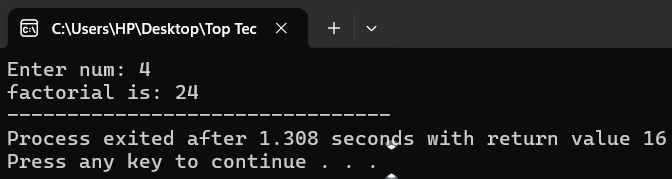 C:\Users\HP\Desktop\Top Tec
Enter num: 4
factorial is: 24
--------------------------------
Process exited after 1.308 seconds with return value 16
Press any key to continue . . .